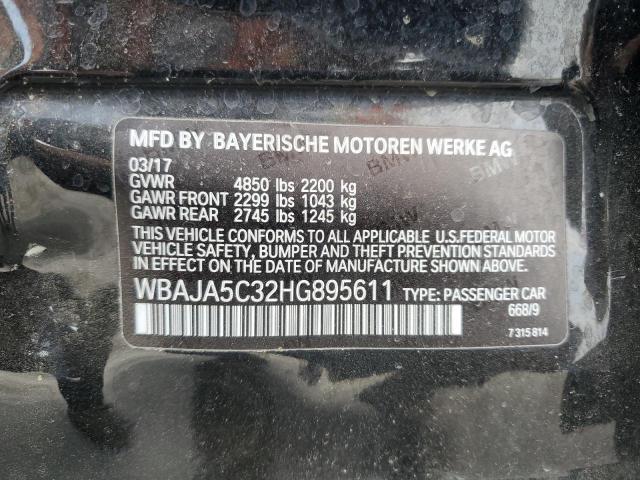 MFD BY BAYERISCHE MOTOREN WERKE AG
03/17
GVWR 4850 lbs 2200 kg
GAWR FRONT 2299 lbs 1043 kg
GAWR REAR 2745 lbs 1245 kg
THIS VEHICLE CONFORMS TO ALL APPLICABLE U.S.FEDERAL MOTOR
VEHICLE SAFETY, BUMPER AND THEFT PREVENTION STANDARDS
IN EFFECT ON THE DATE OF MANUFACTURE SHOWN ABOVE.
WBAJA5C32HG895611 TYPE: PASSENGER CAR
668/9
7 315 814